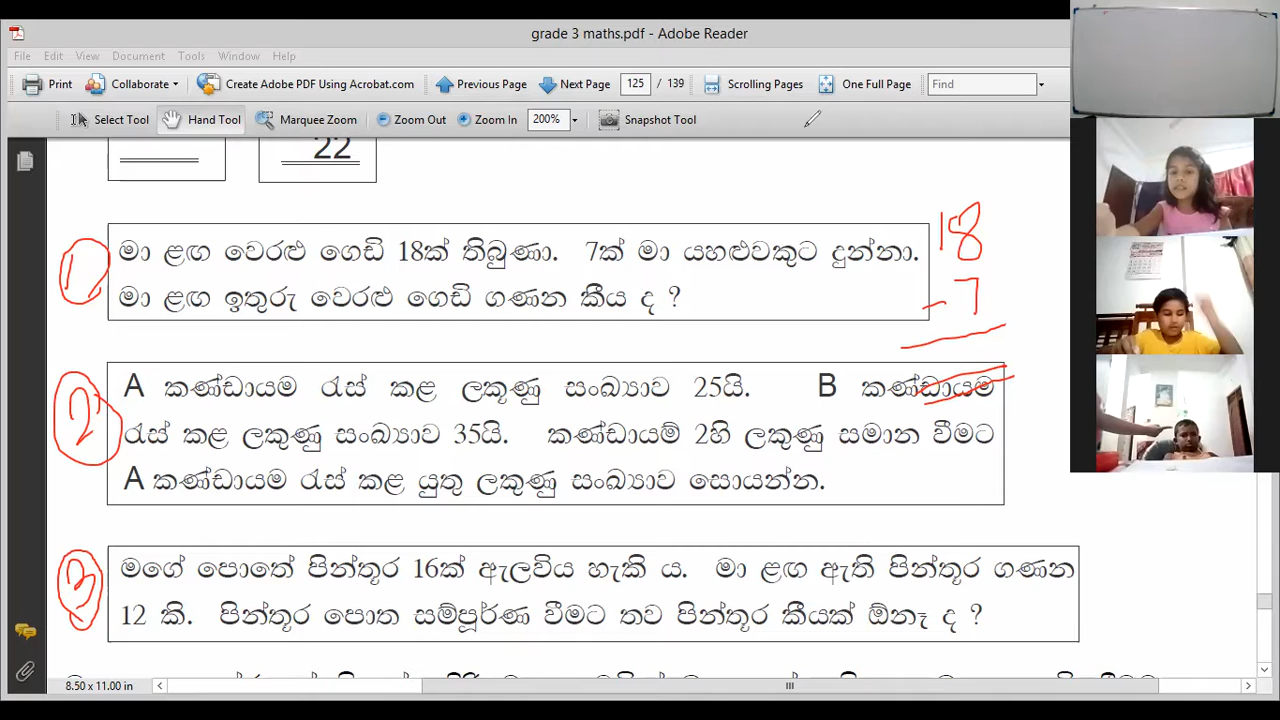 grade 3 maths.pdf - Adobe Reader
File Edit View Document Tools Window Help
Print Collaborate Create Adobe PDF Using Acrobat.com Previous Page Next Page 125 / 139 Scrolling Pages One Full Page Find
Select Tool Hand Tool Marquee Zoom Zoom Out Zoom In 200% Snapshot Tool
22
1, මා ළඟ වෙරළු ගෙඩි 18ක් තිබුණා. 7ක් මා යහළුවකුට දුන්නා. 18
මා ළඟ ඉතුරු වෙරළු ගෙඩි ගණන කීය ද ? - 7
2, A කණ්ඩායම රැස් කළ ලකුණු සංඛ්‍යාව 25යි. B කණ්ඩායම
රැස් කළ ලකුණු සංඛ්‍යාව 35යි. කණ්ඩායම් 2හි ලකුණු සමාන වීමට
A කණ්ඩායම රැස් කළ යුතු ලකුණු සංඛ්‍යාව සොයන්න.
3, මගේ පොතේ පින්තූර 16ක් ඇලවිය හැකි ය. මා ළඟ ඇති පින්තූර ගණන
12 කි. පින්තූර පොත සම්පූර්ණ වීමට තව පින්තූර කීයක් ඕනෑ ද ?
8.50 x 11.00 in